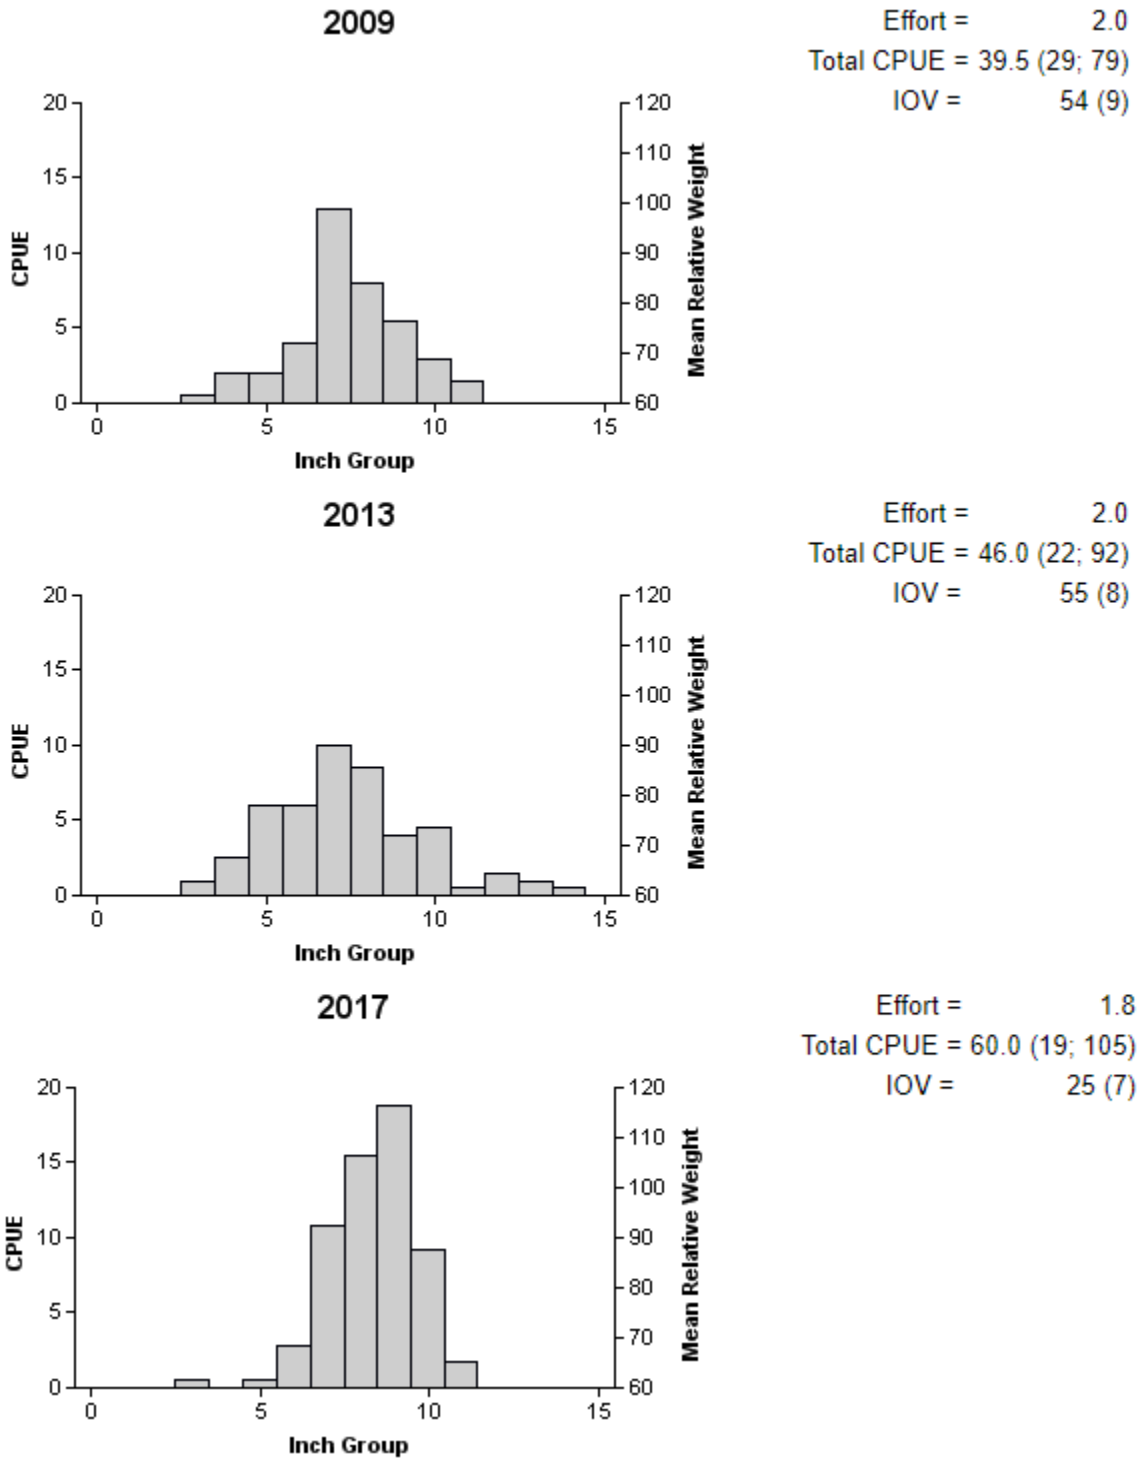 2009
Effort = 2.0
Total CPUE = 39.5 (29; 79)
IOV = 54 (9)
20
15
10
5
0
CPUE
120
110
100
90
80
70
60
Mean Relative Weight
0 5 10 15
Inch Group
2013
Effort = 2.0
Total CPUE = 46.0 (22; 92)
IOV = 55 (8)
20
15
10
5
0
CPUE
120
110
100
90
80
70
60
Mean Relative Weight
0 5 10 15
Inch Group
2017
Effort = 1.8
Total CPUE = 60.0 (19; 105)
IOV = 25 (7)
20
15
10
5
0
CPUE
120
110
100
90
80
70
60
Mean Relative Weight
0 5 10 15
Inch Group